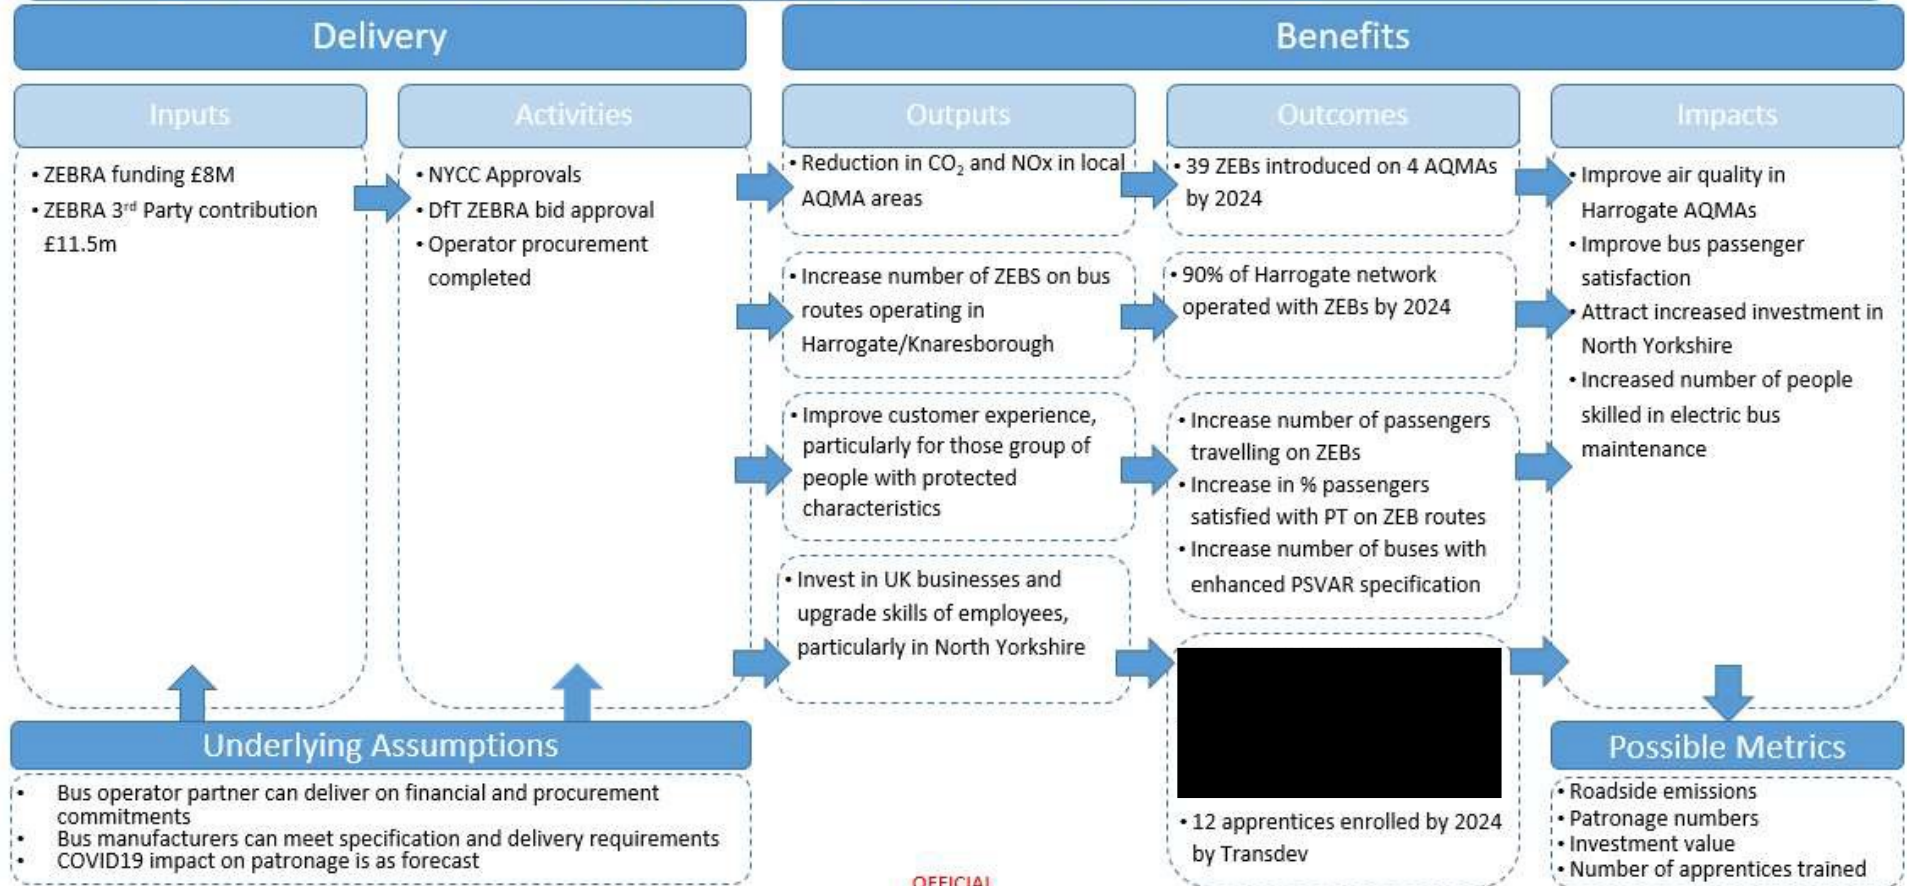 Delivery
Benefits
Inputs
Activities
Outputs
Outcomes
Impacts
• ZEBRA funding £8M
• ZEBRA 3rd Party contribution
£11.5m
• NYCC Approvals
• DfT ZEBRA bid approval
• Operator procurement
completed
• Reduction in CO2 and NOx in local
AQMA areas
• Increase number of ZEBS on bus
routes operating in
Harrogate/Knaresborough
• Improve customer experience,
particularly for those group of
people with protected
characteristics
• Invest in UK businesses and
upgrade skills of employees,
particularly in North Yorkshire
• 39 ZEBs introduced on 4 AQMAs
by 2024
• 90% of Harrogate network
operated with ZEBs by 2024
• Increase number of passengers
travelling on ZEBs
• Increase in % passengers
satisfied with PT on ZEB routes
• Increase number of buses with
enhanced PSVAR specification
• 12 apprentices enrolled by 2024
by Transdev
• Improve air quality in
Harrogate AQMAs
• Improve bus passenger
satisfaction
• Attract increased investment in
North Yorkshire
• Increased number of people
skilled in electric bus
maintenance
Underlying Assumptions
• Bus operator partner can deliver on financial and procurement
commitments
• Bus manufacturers can meet specification and delivery requirements
• COVID19 impact on patronage is as forecast
Possible Metrics
• Roadside emissions
• Patronage numbers
• Investment value
• Number of apprentices trained
OFFICIAL